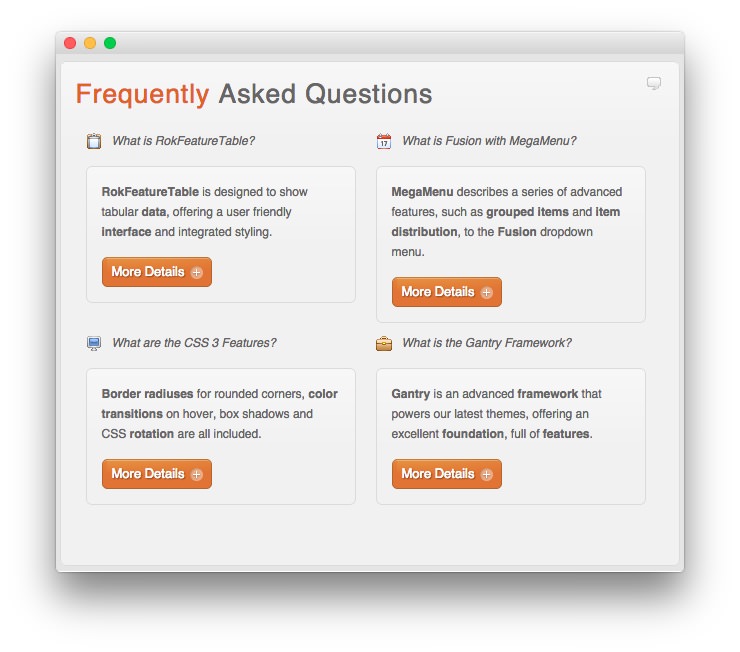 Frequently Asked Questions
What is RokFeatureTable?
RokFeatureTable is designed to show
tabular data, offering a user friendly
interface and integrated styling.
More Details
17
What is Fusion with MegaMenu?
MegaMenu describes a series of advanced
features, such as grouped items and item
distribution, to the Fusion dropdown
menu.
More Details
What are the CSS 3 Features?
Border radiuses for rounded corners, color
transitions on hover, box shadows and
CSS rotation are all included.
More Details
What is the Gantry Framework?
Gantry is an advanced framework that
powers our latest themes, offering an
excellent foundation, full of features.
More Details